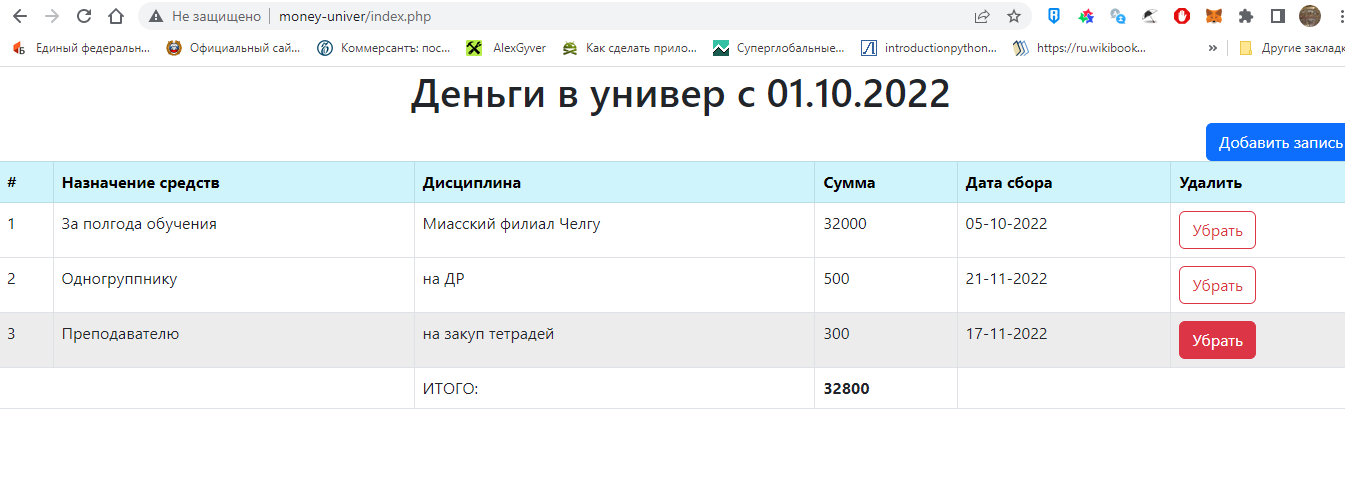 Не защищено | money-univer/index.php
Единый федеральн... Официальный сай... Коммерсантъ: пос... AlexGyver Как сделать прило... Суперглобальные... introductionpython... https://ru.wikibook... » Другие закладк
Деньги в универ с 01.10.2022
Добавить запись
# Назначение средств Дисциплина Сумма Дата сбора Удалить
1 За полгода обучения Миасский филиал Челгу 32000 05-10-2022 Убрать
2 Одногруппнику на ДР 500 21-11-2022 Убрать
3 Преподавателю на закуп тетрадей 300 17-11-2022 Убрать
ИТОГО: 32800